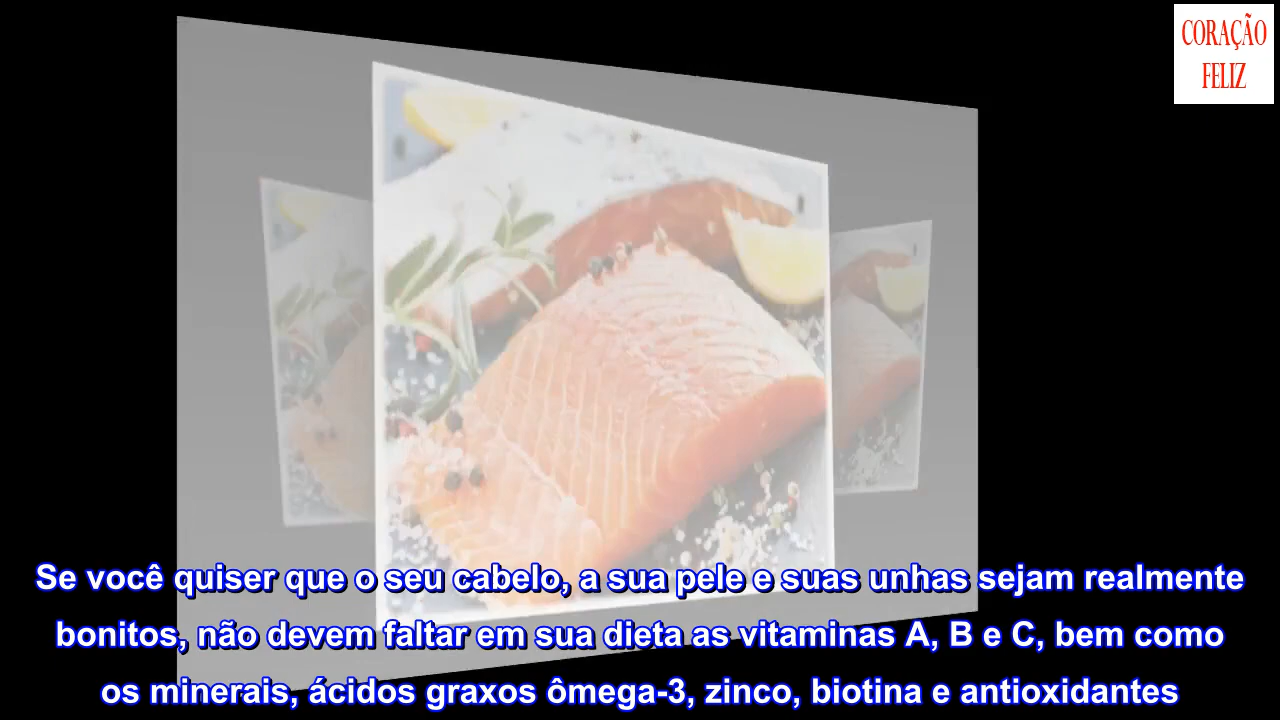 CORAÇÃO
FELIZ
Se você quiser que o seu cabelo, a sua pele e suas unhas sejam realmente
bonitos, não devem faltar em sua dieta as vitaminas A, B e C, bem como
os minerais, ácidos graxos ômega-3, zinco, biotina e antioxidantes